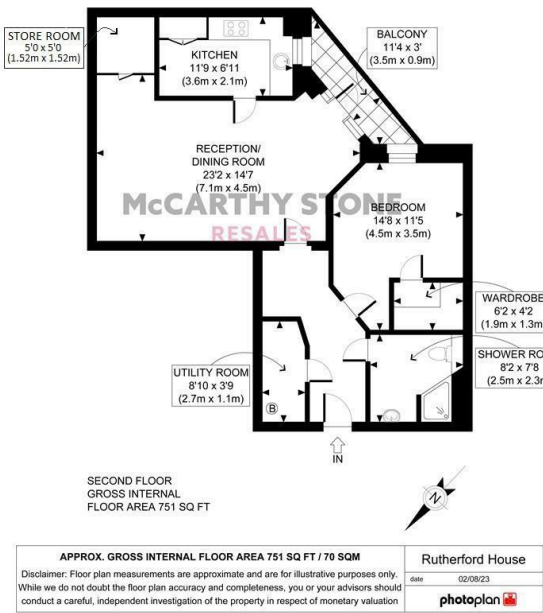 STORE ROOM
5'0 x 5'0
(1.52m x 1.52m)
KITCHEN
11'9 x 6'11
(3.6m x 2.1m)
BALCONY
11'4 x 3'
(3.5m x 0.9m)
RECEPTION/
DINING ROOM
23'2 x 14'7
(7.1m x 4.5m)
McCARTHY STONE
RESALES
BEDROOM
14'8 x 11'5
(4.5m x 3.5m)
WARDROBE
6'2 x 4'2
(1.9m x 1.3m
SHOWER RO
8'2 x 7'8
(2.5m x 2.3m
UTILITY ROOM
8'10 x 3'9
(2.7m x 1.1m)
B
IN
N
SECOND FLOOR
GROSS INTERNAL
FLOOR AREA 751 SQ FT
APPROX. GROSS INTERNAL FLOOR AREA 751 SQ FT / 70 SQM
Disclaimer: Floor plan measurements are approximate and are for illustrative purposes only.
While we do not doubt the floor plan accuracy and completeness, you or your advisors should
conduct a careful, independent investigation of the property in respect of monetary valuation
Rutherford House
date 02/08/23
photoplan